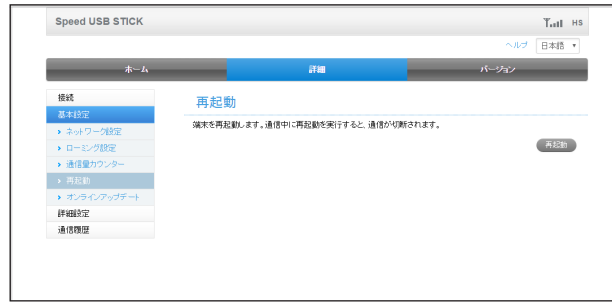 Speed USB STICK
HS
ヘルプ 日本語
ホーム 詳細 バージョン
接続
基本設定
ネットワーク設定
ローミング設定
通信量カウンター
再起動
オンラインアップデート
詳細設定
通信履歴
再起動
端末を再起動します。通信中に再起動を実行すると、通信が切断されます。
再起動